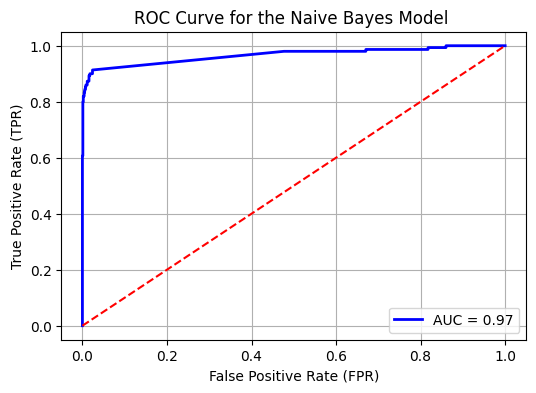 ROC Curve for the Naive Bayes Model
True Positive Rate (TPR)
1.0
0.8
0.6
0.4
0.2
0.0
AUC = 0.97
0.0 0.2 0.4 0.6 0.8 1.0
False Positive Rate (FPR)